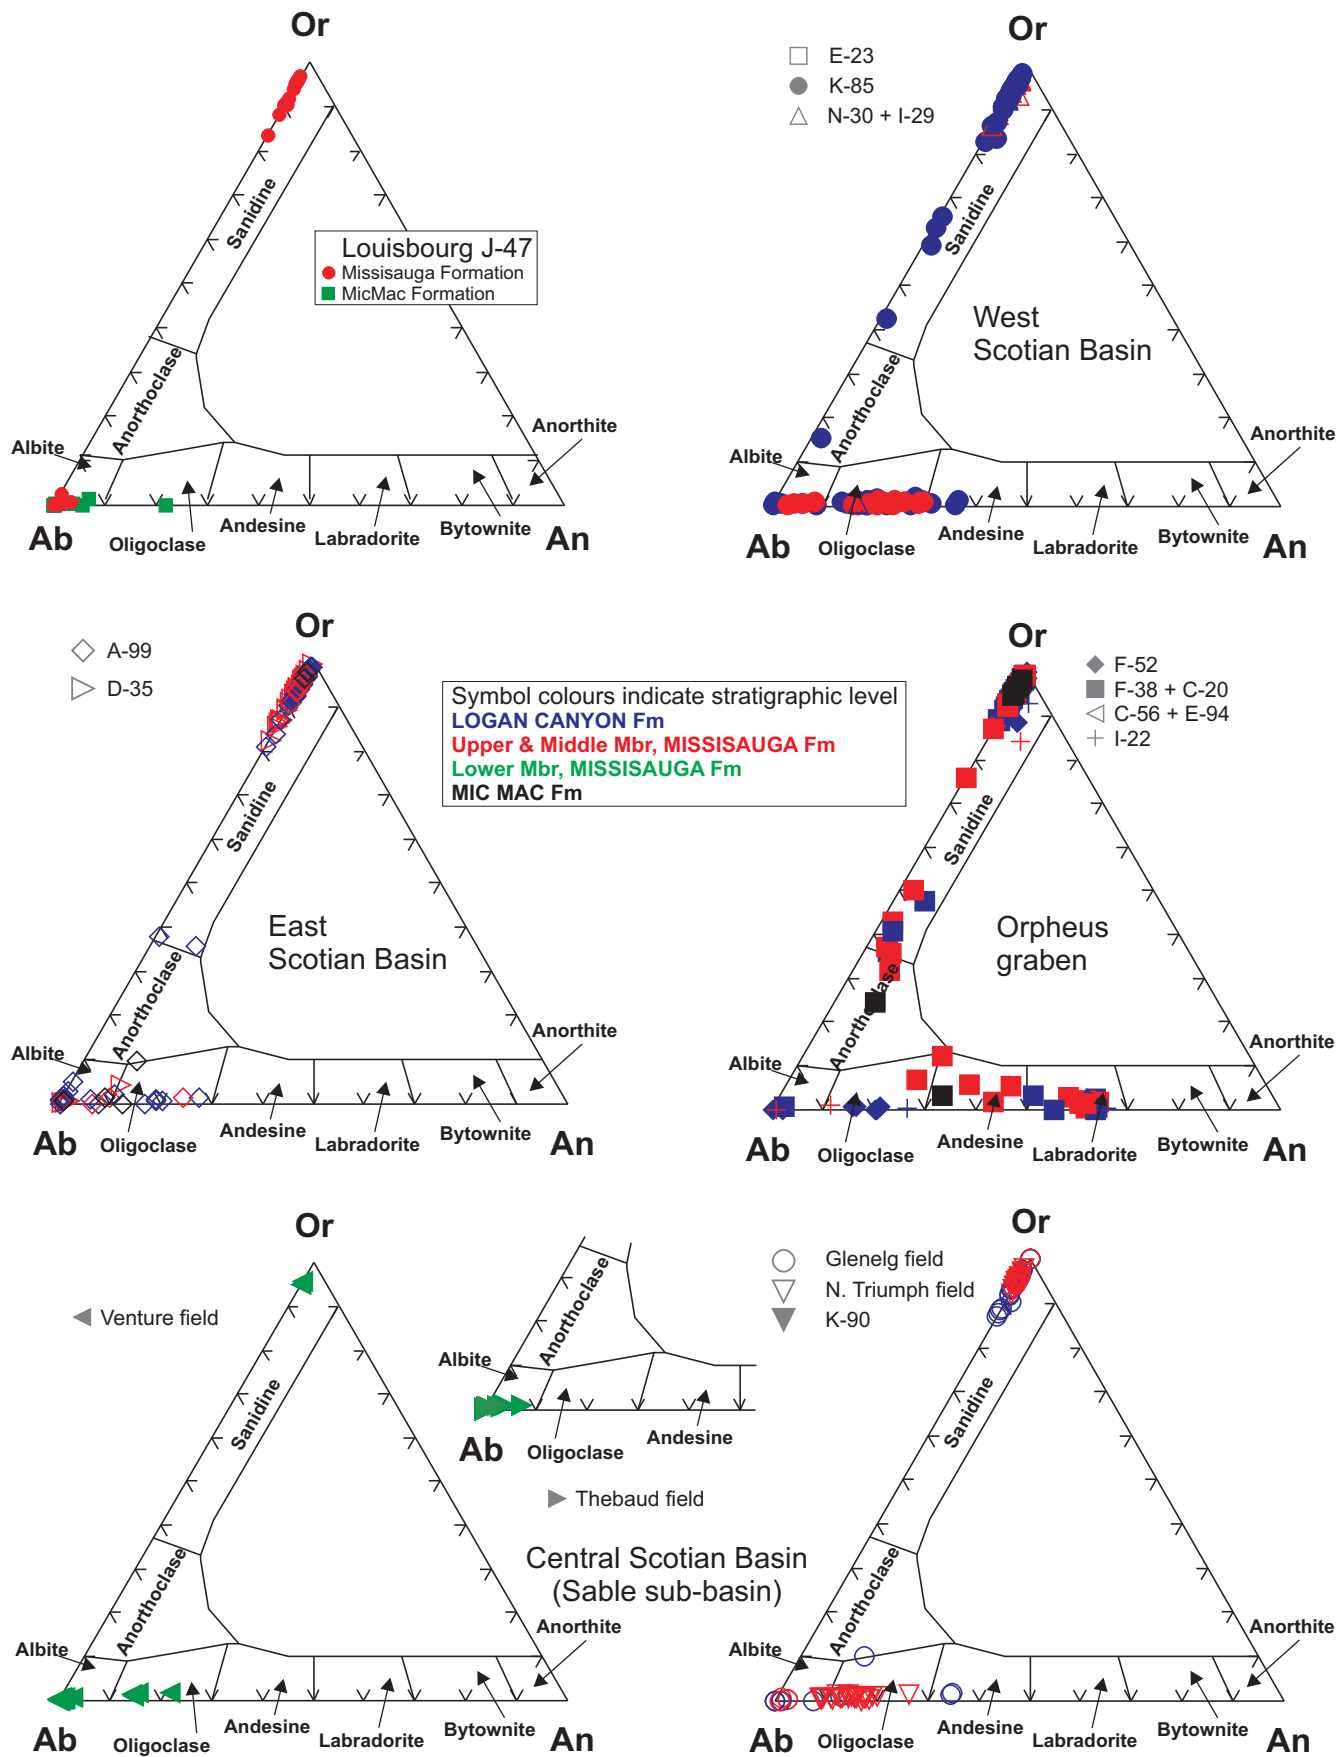 Or
Sanidine
Louisbourg J-47
Missisauga Formation
MicMac Formation
Anorthoclase
Albite
Anorthite
Ab
Oligoclase
Andesine
Labradorite
Bytownite
An
Or
E-23
K-85
N-30 + I-29
Sanidine
West
Scotian Basin
Anorthoclase
Albite
Anorthite
Ab
Oligoclase
Andesine
Labradorite
Bytownite
An
Or
A-99
D-35
Symbol colours indicate stratigraphic level
LOGAN CANYON Fm
Upper & Middle Mbr, MISSISAUGA Fm
Lower Mbr, MISSISAUGA Fm
MIC MAC Fm
Sanidine
East
Scotian Basin
Anorthoclase
Albite
Anorthite
Ab
Oligoclase
Andesine
Labradorite
Bytownite
An
Or
F-52
F-38 + C-20
C-56 + E-94
I-22
Sanidine
Orpheus
graben
Anorthoclase
Albite
Anorthite
Ab
Oligoclase
Andesine
Labradorite
Bytownite
An
Or
Venture field
Sanidine
Anorthoclase
Albite
Anorthite
Ab
Oligoclase
Andesine
Labradorite
Bytownite
An
Anorthoclase
Albite
Ab
Oligoclase
Andesine
Thebaud field
Central Scotian Basin
(Sable sub-basin)
Or
Glenelg field
N. Triumph field
K-90
Sanidine
Anorthoclase
Albite
Anorthite
Ab
Oligoclase
Andesine
Labradorite
Bytownite
An